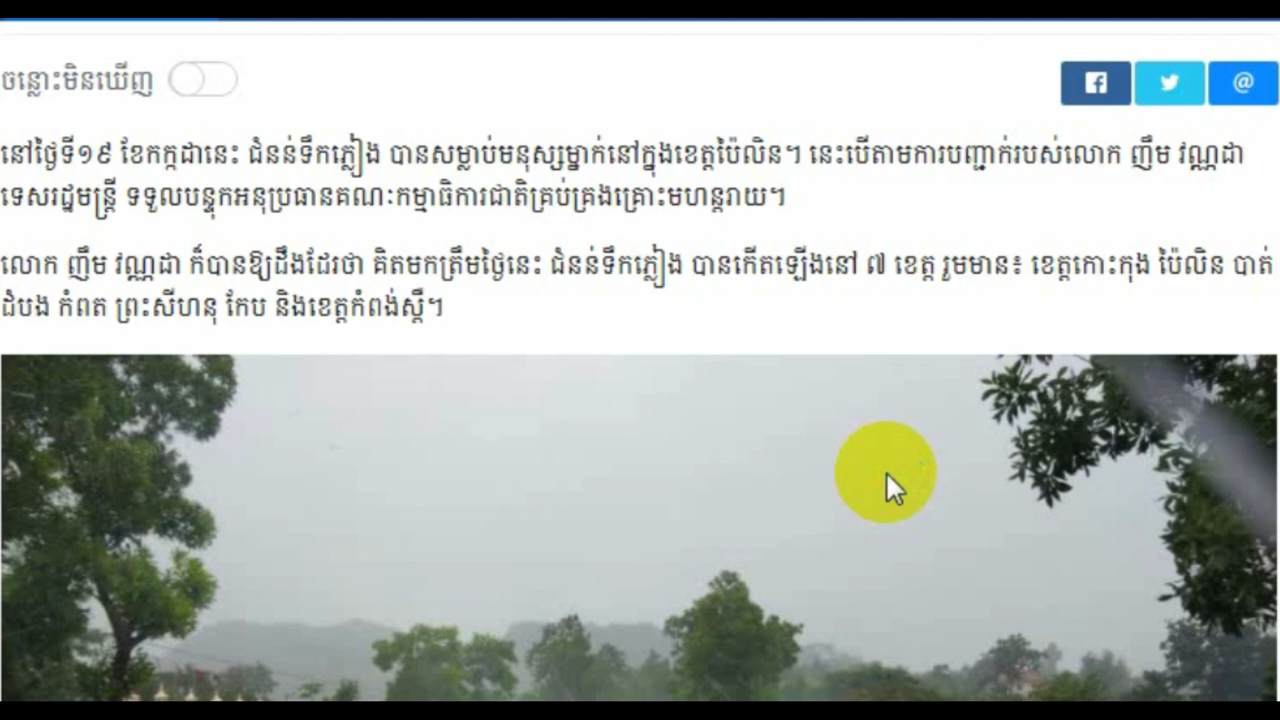 ចន្លោះមិនឃើញ
@
នៅថ្ងៃទី១៩ ខែកក្កដានេះ ជំនន់ទឹកភ្លៀង បានសម្លាប់មនុស្សម្នាក់នៅក្នុងខេត្តប៉ៃលិន។ នេះបើតាមការបញ្ជាក់របស់លោក ញឹម វណ្ណដា
ទេសរដ្ឋមន្ត្រី ទទួលបន្ទុកអនុប្រធានគណៈកម្មាធិការជាតិគ្រប់គ្រងគ្រោះមហន្តរាយ។
លោក ញឹម វណ្ណដា ក៏បានឱ្យដឹងដែរថា គិតមកត្រឹមថ្ងៃនេះ ជំនន់ទឹកភ្លៀង បានកើតឡើងនៅ ៧ ខេត្ត រួមមាន៖ ខេត្តកោះកុង ប៉ៃលិន បាត់
ដំបង កំពត ព្រះសីហនុ កែប និងខេត្តកំពង់ស្ពឺ។